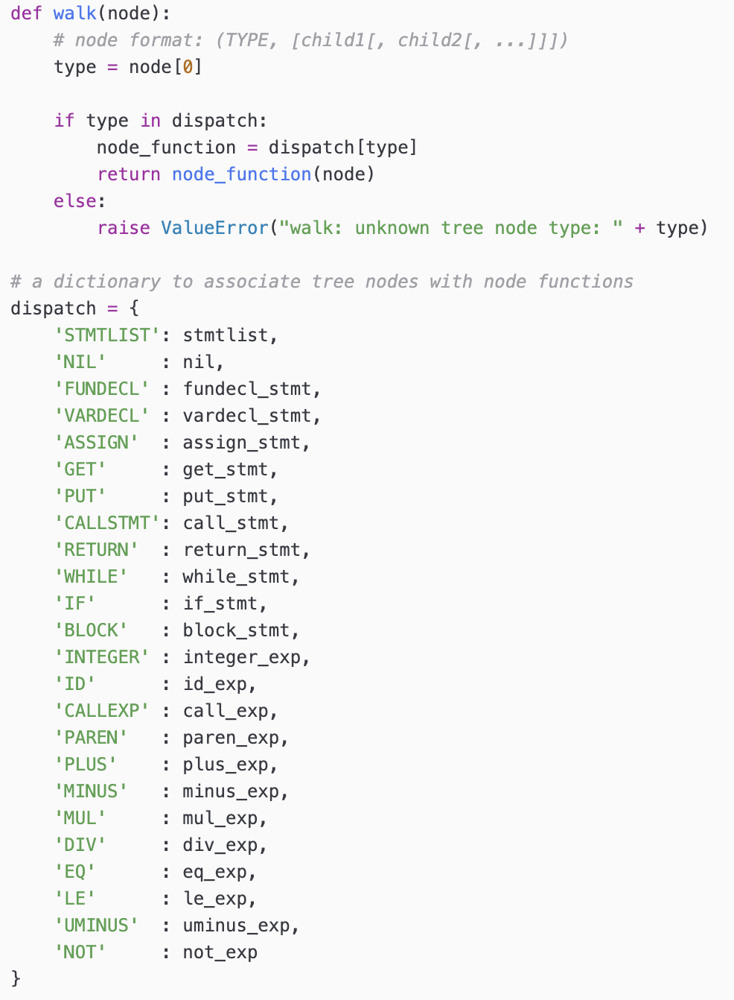 def walk(node):
    # node format: (TYPE, [child1[, child2[, ...]]])
    type = node[0]

    if type in dispatch:
        node_function = dispatch[type]
        return node_function(node)
    else:
        raise ValueError("walk: unknown tree node type: " + type)

# a dictionary to associate tree nodes with node functions
dispatch = {
    'STMTLIST': stmtlist,
    'NIL'     : nil,
    'FUNDECL' : fundecl_stmt,
    'VARDECL' : vardecl_stmt,
    'ASSIGN'  : assign_stmt,
    'GET'     : get_stmt,
    'PUT'     : put_stmt,
    'CALLSTMT': call_stmt,
    'RETURN'  : return_stmt,
    'WHILE'   : while_stmt,
    'IF'      : if_stmt,
    'BLOCK'   : block_stmt,
    'INTEGER' : integer_exp,
    'ID'      : id_exp,
    'CALLEXP' : call_exp,
    'PAREN'   : paren_exp,
    'PLUS'    : plus_exp,
    'MINUS'   : minus_exp,
    'MUL'     : mul_exp,
    'DIV'     : div_exp,
    'EQ'      : eq_exp,
    'LE'      : le_exp,
    'UMINUS'  : uminus_exp,
    'NOT'     : not_exp
}